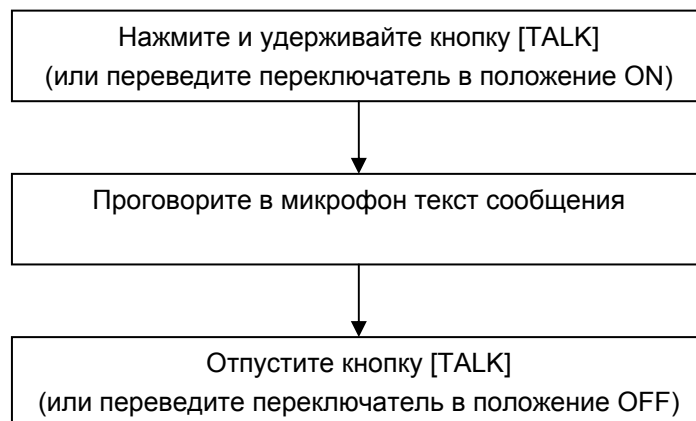 Нажмите и удерживайте кнопку [TALK]
(или переведите переключатель в положение ON)
Проговорите в микрофон текст сообщения
Отпустите кнопку [TALK]
(или переведите переключатель в положение OFF)